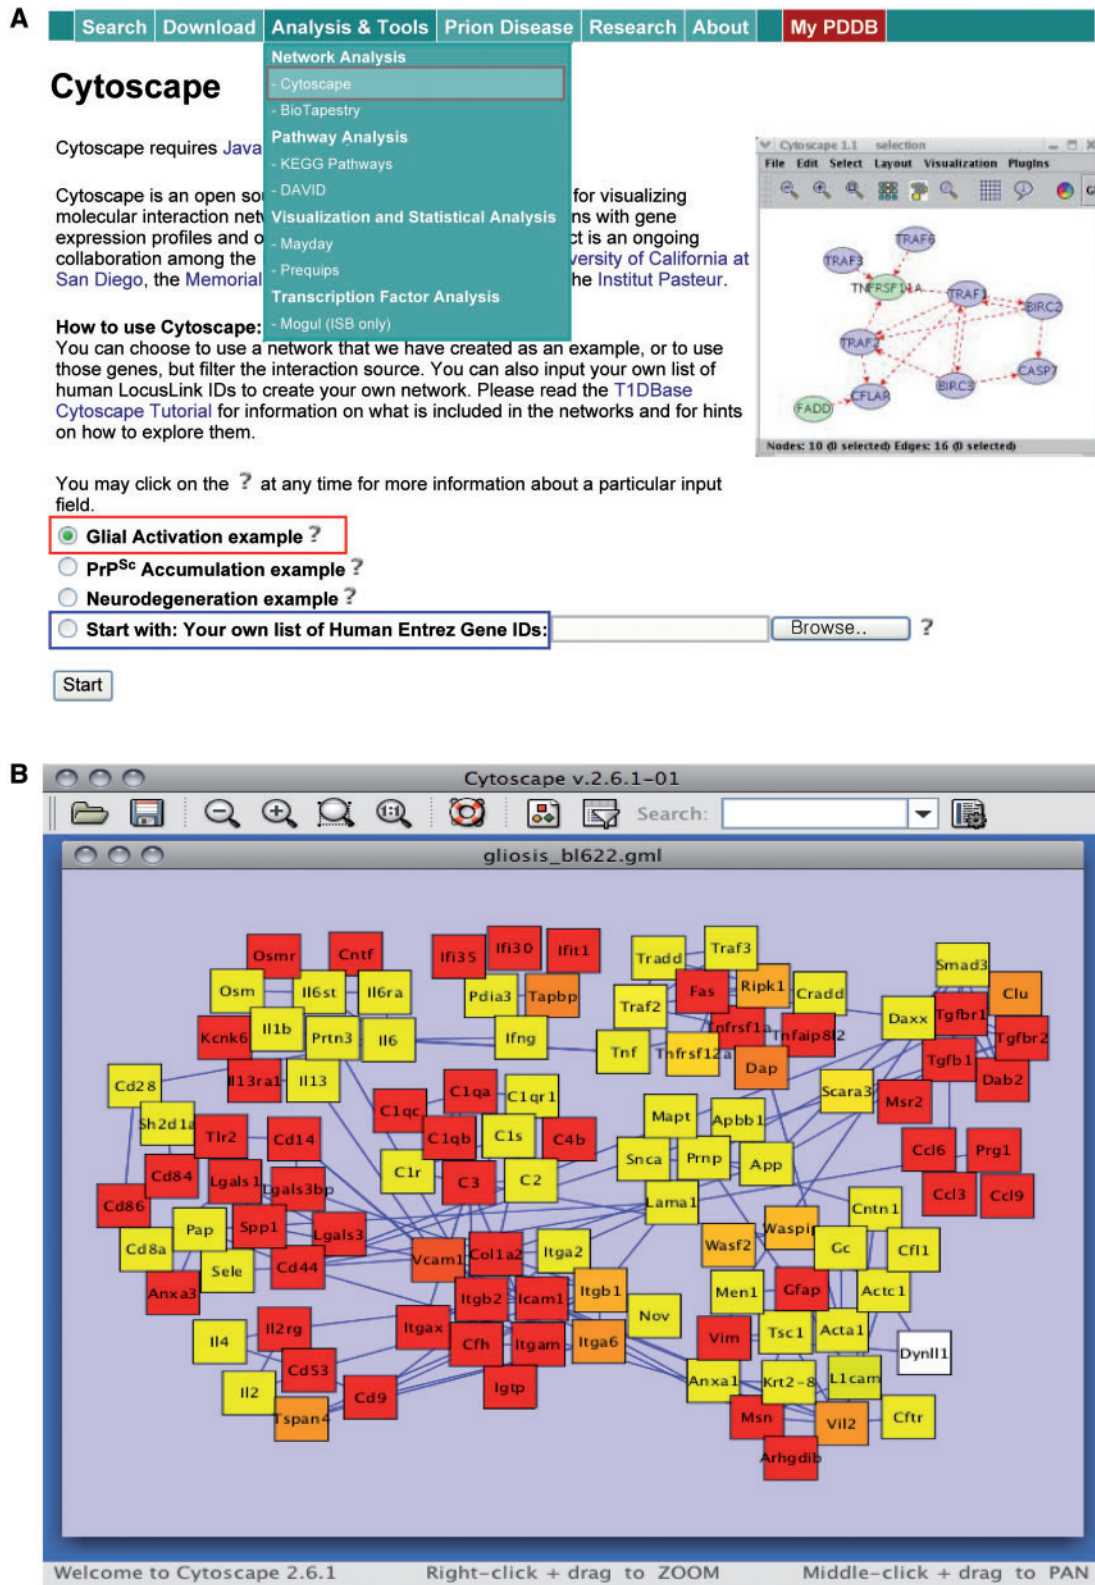 A
Search Download Analysis & Tools Prion Disease Research About My PDDB
Network Analysis
- Cytoscape
- BioTapestry
Pathway Analysis
- KEGG Pathways
- DAVID
Visualization and Statistical Analysis
- Mayday
- Prequips
Transcription Factor Analysis
- Mogul (ISB only)
Cytoscape
Cytoscape requires Java
Cytoscape is an open sou for visualizing
molecular interaction netw ns with gene
expression profiles and o ct is an ongoing
collaboration among the versity of California at
San Diego, the Memorial he Institut Pasteur.
How to use Cytoscape:
You can choose to use a network that we have created as an example, or to use
those genes, but filter the interaction source. You can also input your own list of
human LocusLink IDs to create your own network. Please read the T1DBase
Cytoscape Tutorial for information on what is included in the networks and for hints
on how to explore them.
You may click on the ? at any time for more information about a particular input
field.
Glial Activation example ?
PrPSc Accumulation example ?
Neurodegeneration example ?
Start with: Your own list of Human Entrez Gene IDs: Browse.. ?
Start
Cytoscape 1.1 selection
File Edit Select Layout Visualization PlugIns
TRAF6
TRAF3
TNFRSF11A
TRAF1
BIRC2
TRAF2
CASP7
BIRC3
CFLAR
FADD
Nodes: 10 (0 selected) Edges: 16 (0 selected)
B
Cytoscape v.2.6.1-01
1:1 Search:
gliosis_bl622.gml
Osmr Cntf Ifi35 Ifi30 Ifit1 Tradd Traf3 Smad3
Osm Il6st Il6ra Pdia3 Tapbp Traf2 Fas Ripk1 Cradd Clu
Kcnk6 Il1b Prtn3 Il6 Ifng Tnf Tnfrsf1a Tnfrsf12a Tnfaip8l2 Daxx Tgfbr1 Tgfbr2
Cd28 Il13ra1 Il13 C1qa C1qr1 Dap Scara3 Tgfb1 Dab2
Sh2d1a Tlr2 Cd14 C1qc C1qb C1s C4b Mapt Apbb1 Msr2
Cd84 Lgals1 Lgals3bp C1r C3 C2 Snca Prnp App Ccl6 Prg1
Cd86 Pap Spp1 Lgals3 Lama1 Cntn1 Ccl3 Ccl9
Cd8a Sele Cd44 Vcam1 Col1a2 Itga2 Wasf2 Waspip Gc Cfl1
Anxa3 Itgb2 Icam1 Itgb1 Nov Men1 Gfap Actc1
Il4 Il2rg Itgax Cfh Itgam Itga6 Vim Tsc1 Acta1 Dynll1
Il2 Cd53 Cd9 Igtp Anxa1 Krt2-8 L1cam
Tspan4 Msn Vil2 Cftr
Arhgdib
Welcome to Cytoscape 2.6.1 Right-click + drag to ZOOM Middle-click + drag to PAN